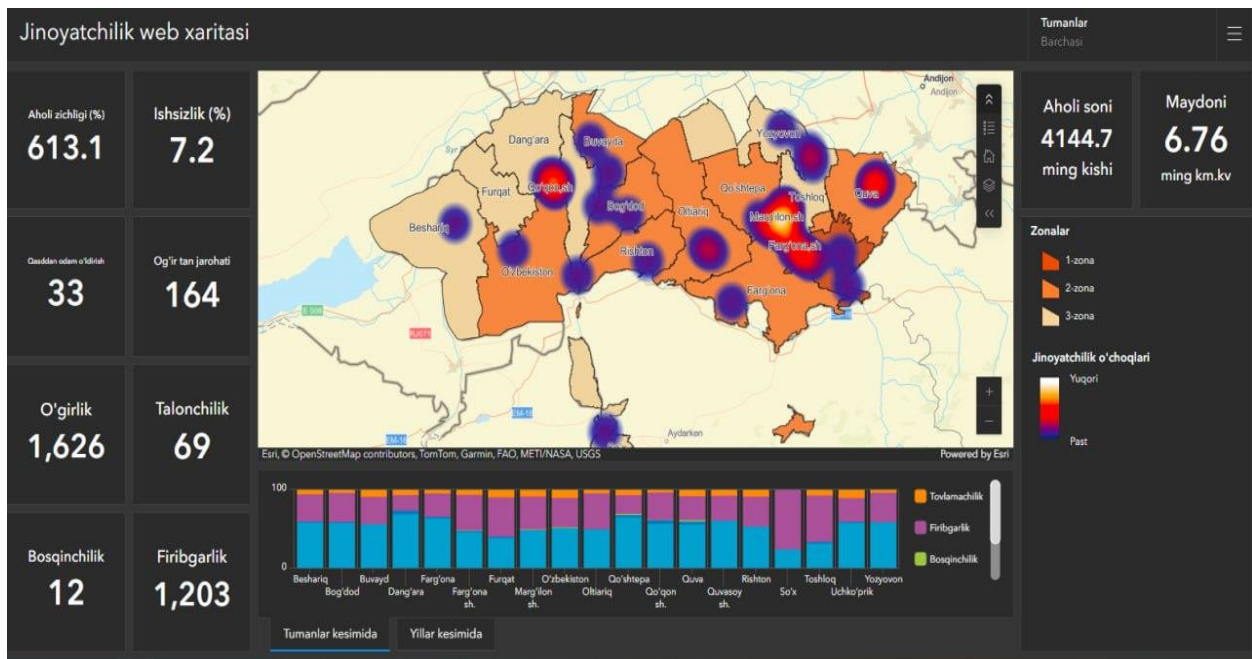 Jinoyatchilik web xaritasi
Tumanlar
Barchasi
Aholi zichligi (%)
613.1
Ishsizlik (%)
7.2
Qasddan odam o'ldirish
33
Og'ir tan jarohati
164
O'girlik
1,626
Talonchilik
69
Bosqinchilik
12
Firibgarlik
1,203
Andijon
Andijon
Dang'ara
Buvayda
Yozyovon
Furqat
Qo'qon.sh
Bog'dod
Qo'shtepa
Toshloq
Quva
Oltiariq
Marg'ilon.sh
Beshariq
Farg'ona.sh
Rishton
O'zbekiston
Farg'ona
EM-16
EM-16
Aydarken
Esri, © OpenStreetMap contributors, TomTom, Garmin, FAO, METI/NASA, USGS
Powered by Esri
Aholi soni
4144.7
ming kishi
Maydoni
6.76
ming km.kv
Zonalar
1-zona
2-zona
3-zona
Jinoyatchilik o'choqlari
Yuqori
Past
100
0
Beshariq
Bog'dod
Buvayd
Dang'ara
Farg'ona
Farg'ona sh.
Furqat
Marg'ilon sh.
O'zbekiston
Oltiariq
Qo'shtepa
Qo'qon sh.
Quva
Quvasoy sh.
Rishton
So'x
Toshloq
Uchko'prik
Yozyovon
Tovlamachilik
Firibgarlik
Bosqinchilik
Tumanlar kesimida
Yillar kesimida